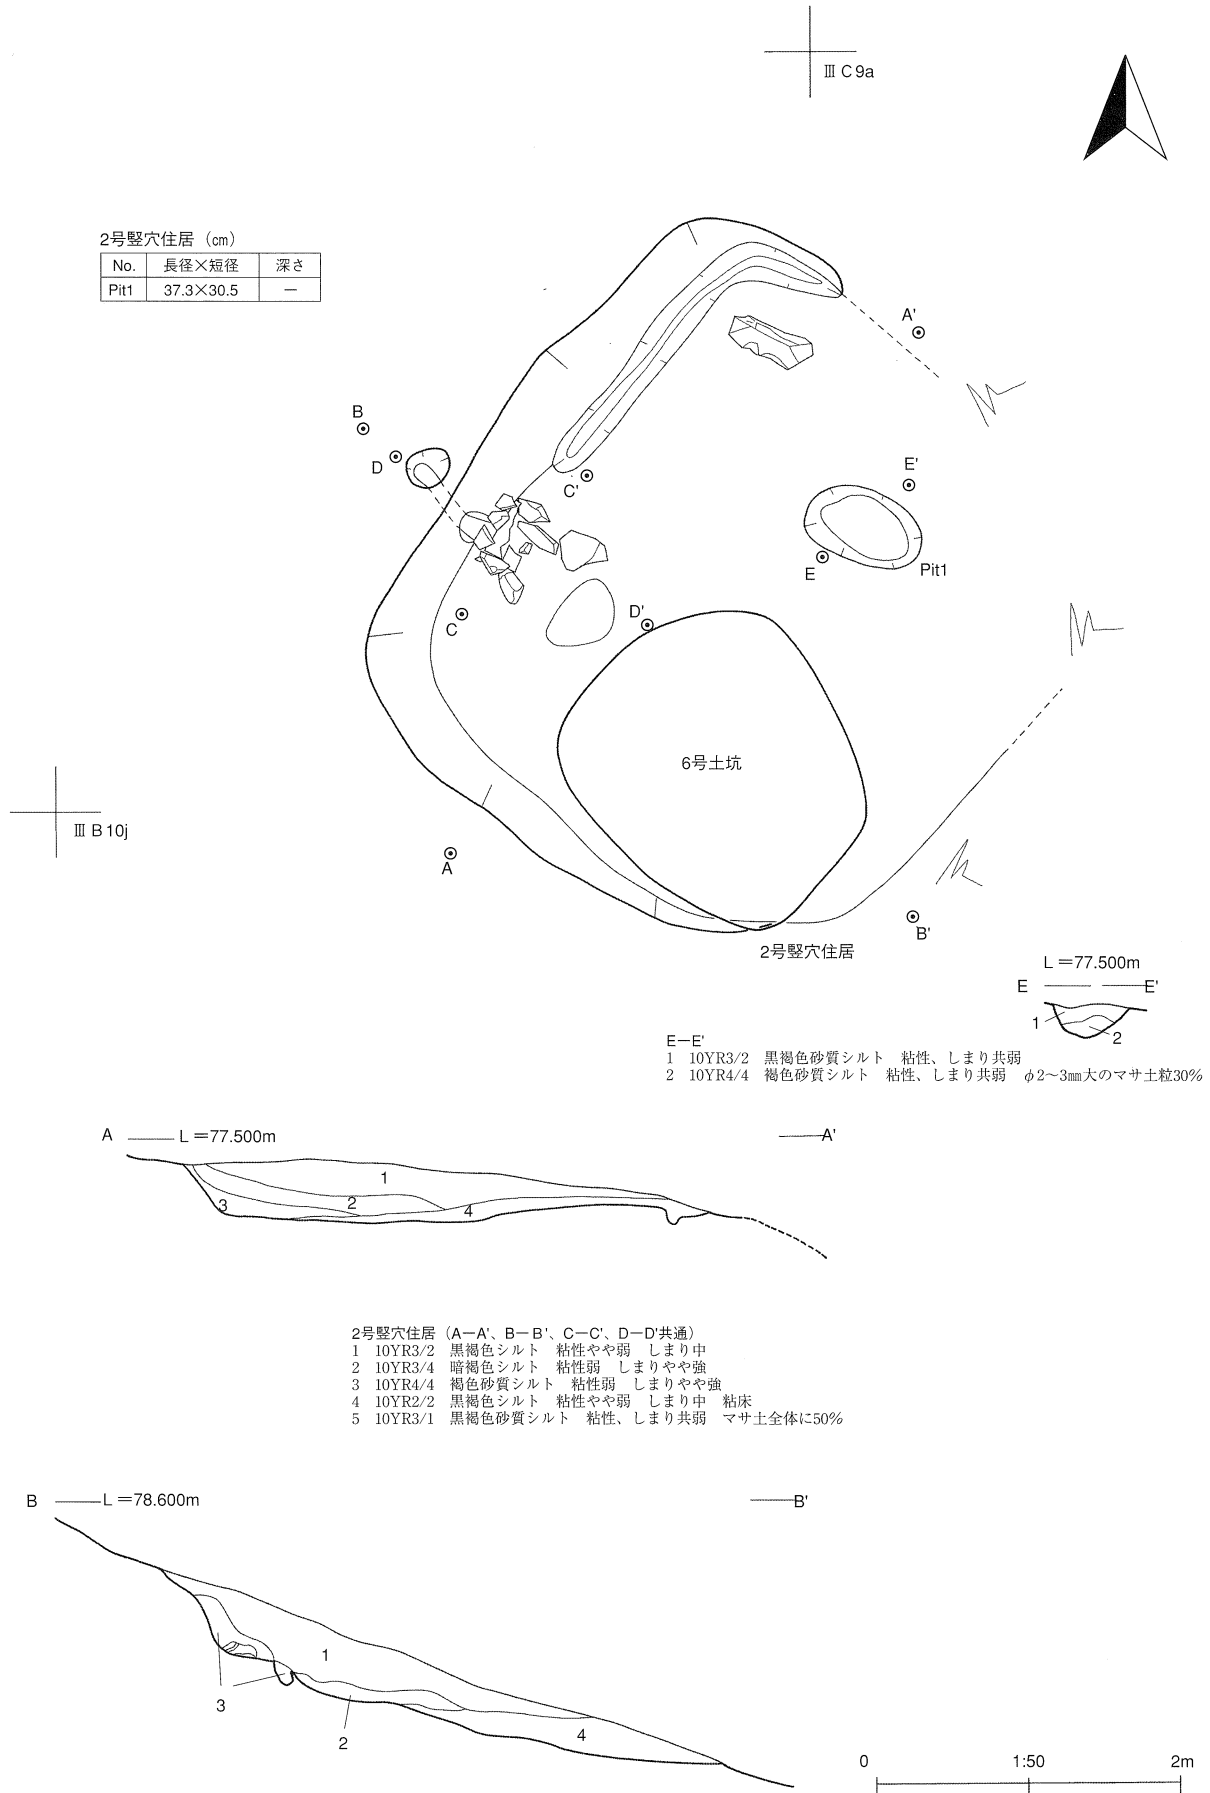 Ⅲ C 9a
2号竪穴住居（㎝）
No. 長径×短径 深さ
Pit1 37.3×30.5 ー
A'
B
D
C'
E'
E
Pit1
C
D'
6号土坑
Ⅲ B 10j
A
B'
2号竪穴住居
L＝77.500m
E E'
1
2
E－E'
1 10YR3/2 黒褐色砂質シルト 粘性、しまり共弱
2 10YR4/4 褐色砂質シルト 粘性、しまり共弱 φ2～3㎜大のマサ土粒30％
A L＝77.500m A'
1
2
3
4
2号竪穴住居（A－A'、B－B'、C－C'、D－D'共通）
1 10YR3/2 黒褐色シルト 粘性やや弱 しまり中
2 10YR3/4 暗褐色シルト 粘性弱 しまりやや強
3 10YR4/4 褐色砂質シルト 粘性弱 しまりやや強
4 10YR2/2 黒褐色シルト 粘性やや弱 しまり中 粘床
5 10YR3/1 黒褐色砂質シルト 粘性、しまり共弱 マサ土全体に50％
B L＝78.600m B'
1
3
2
4
0 1:50 2m